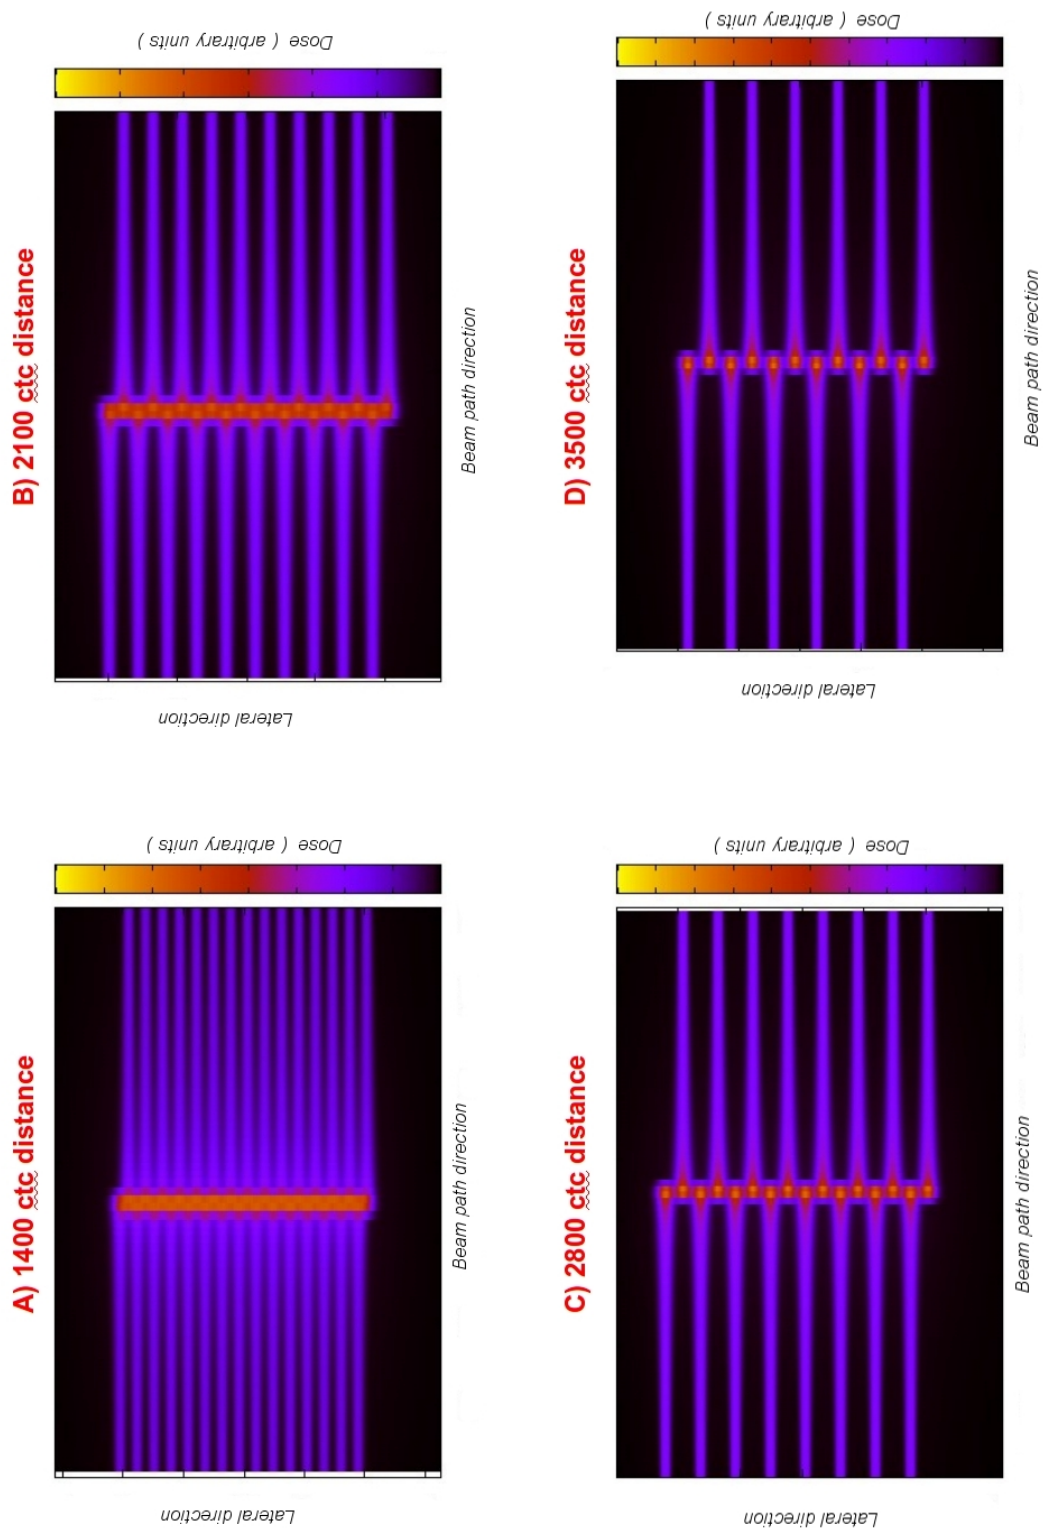 A) 1400 ctc distance
Dose ( arbitrary units )
Lateral direction
Beam path direction
B) 2100 ctc distance
Dose ( arbitrary units )
Lateral direction
Beam path direction
C) 2800 ctc distance
Dose ( arbitrary units )
Lateral direction
Beam path direction
D) 3500 ctc distance
Dose ( arbitrary units )
Lateral direction
Beam path direction